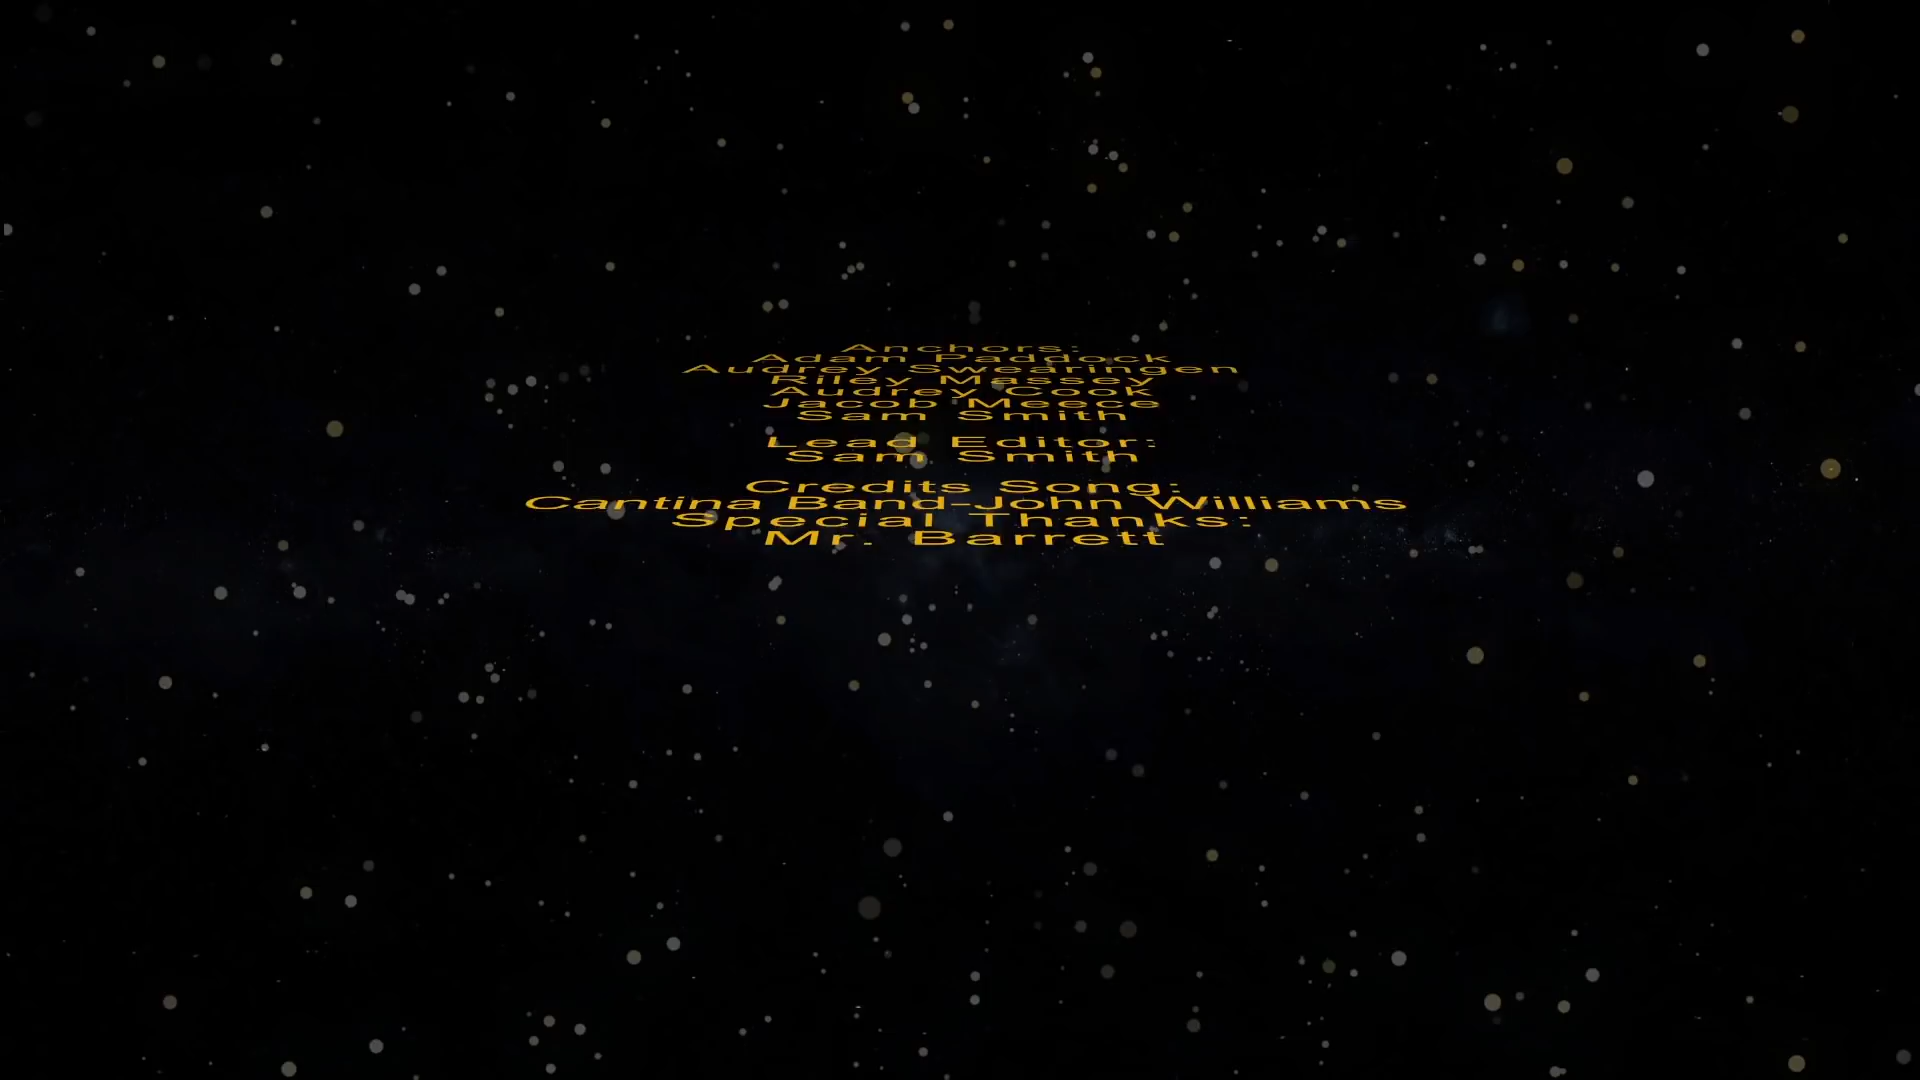 Anchors:
Adam Paddock
Audrey Swearingen
Riley Massey
Audrey Cook
Jacob Meece
Sam Smith
Lead Editor:
Sam Smith
Credits Song:
Cantina Band-John Williams
Special Thanks:
Mr. Barrett